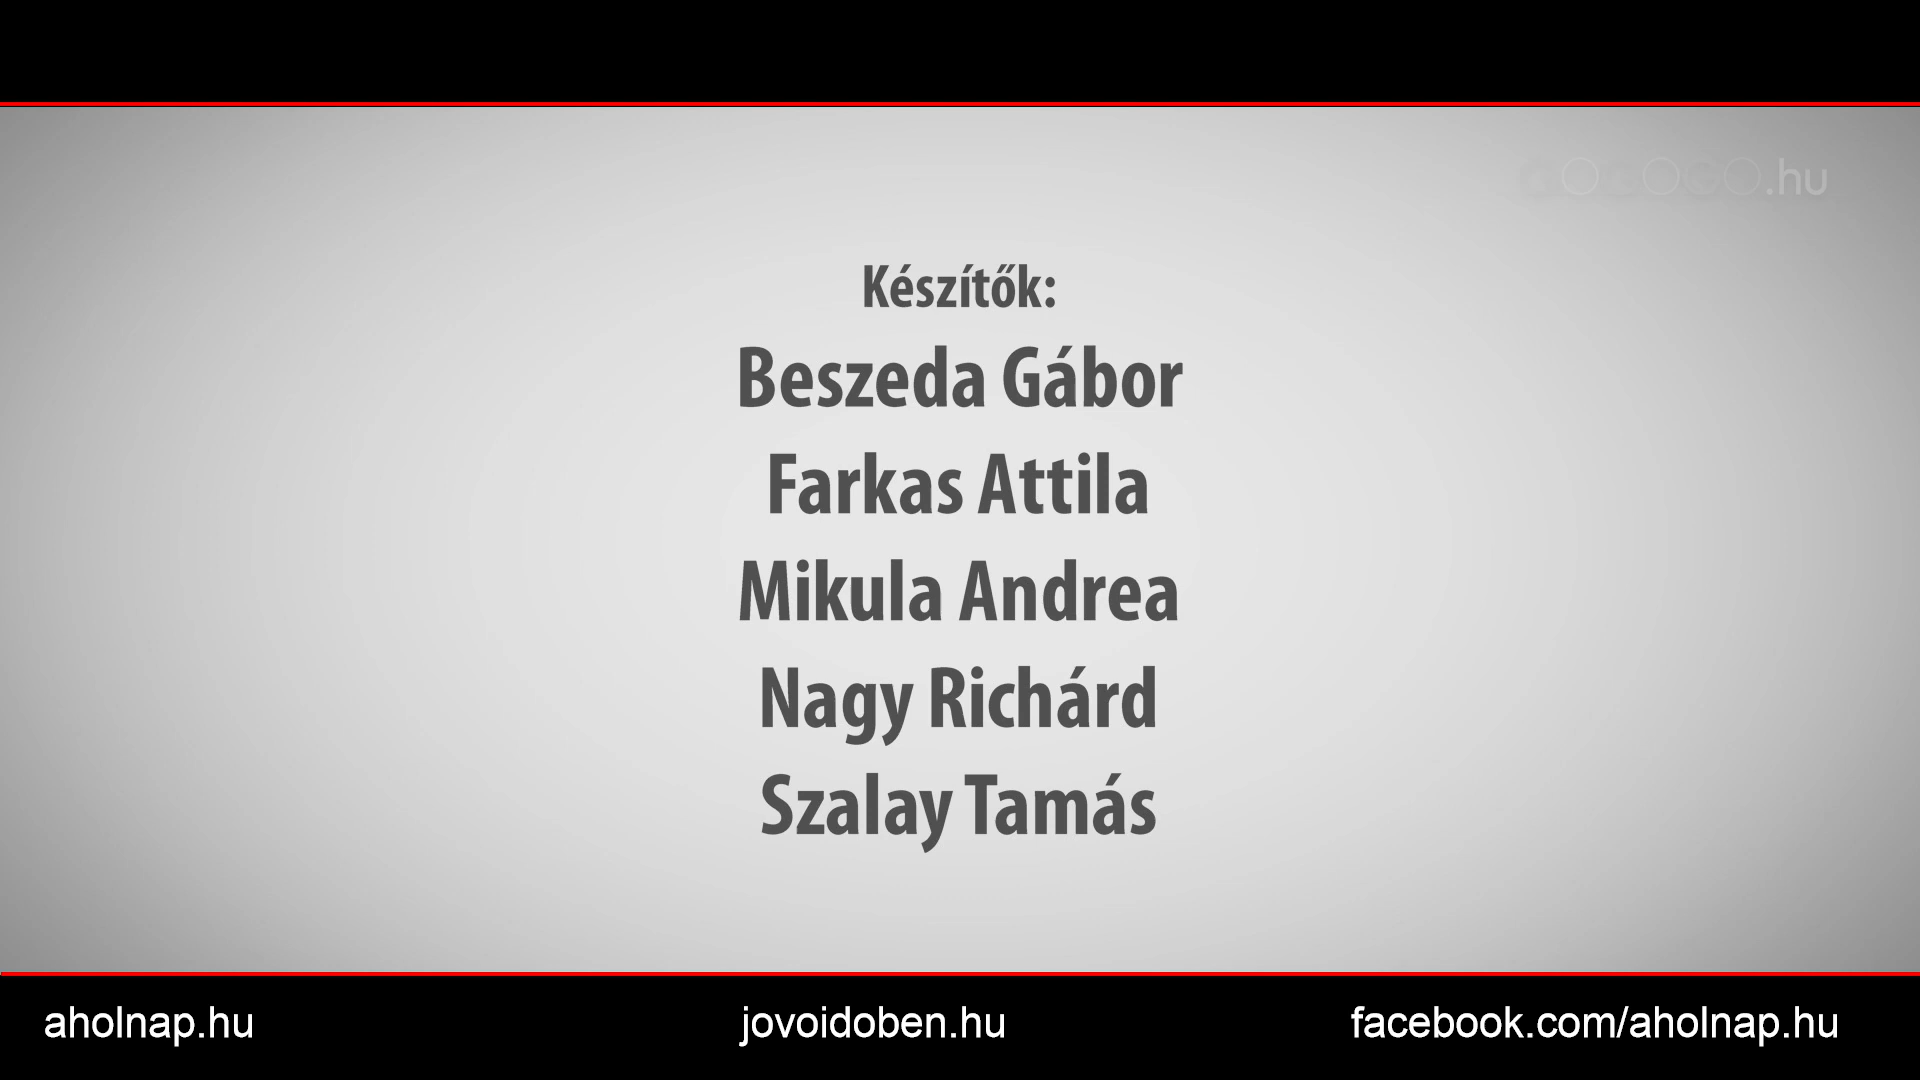 .hu
Készítők:
Beszeda Gábor
Farkas Attila
Mikula Andrea
Nagy Richárd
Szalay Tamás
aholnap.hu
jovoidoben.hu
facebook.com/aholnap.hu